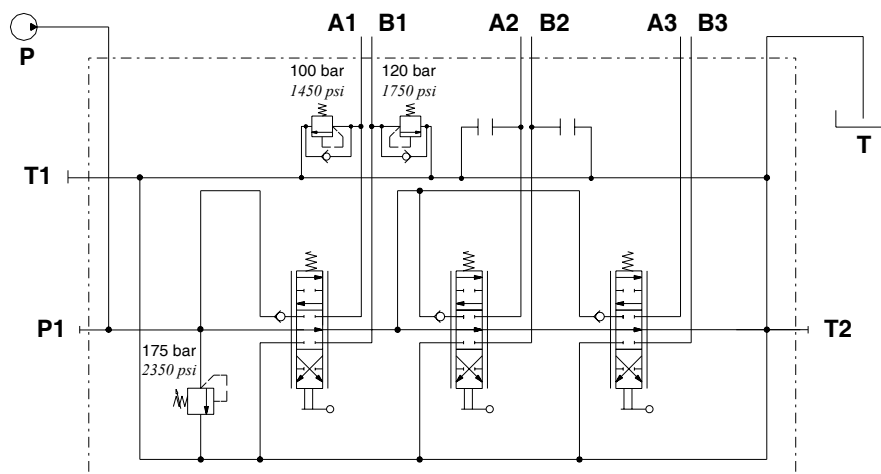 A1 B1 A2 B2 A3 B3
P
100 bar 120 bar
1450 psi 1750 psi
T
T1
P1 T2
175 bar
2350 psi